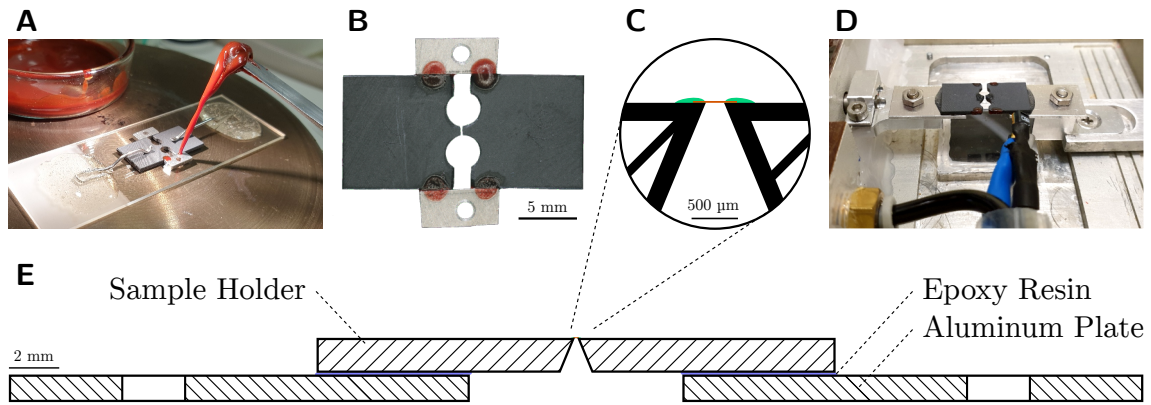 A
B
C
D
5 mm
500 µm
E
Sample Holder
Epoxy Resin
Aluminum Plate
2 mm